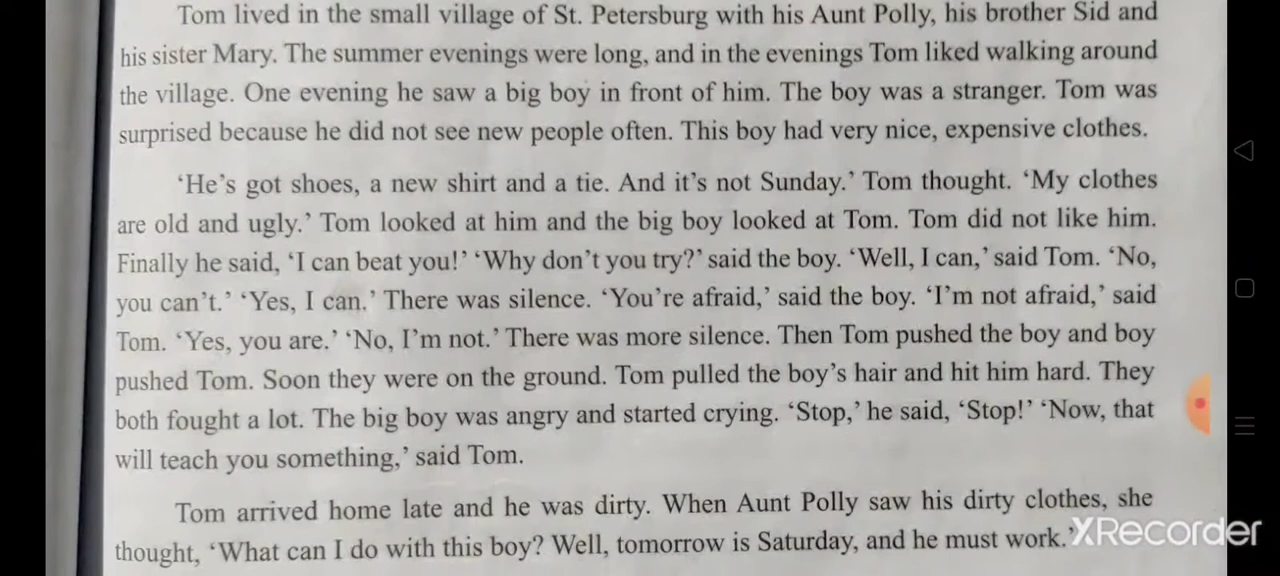 Tom lived in the small village of St. Petersburg with his Aunt Polly, his brother Sid and
his sister Mary. The summer evenings were long, and in the evenings Tom liked walking around
the village. One evening he saw a big boy in front of him. The boy was a stranger. Tom was
surprised because he did not see new people often. This boy had very nice, expensive clothes.
‘He’s got shoes, a new shirt and a tie. And it’s not Sunday.’ Tom thought. ‘My clothes
are old and ugly.’ Tom looked at him and the big boy looked at Tom. Tom did not like him.
Finally he said, ‘I can beat you!’ ‘Why don’t you try?’ said the boy. ‘Well, I can,’ said Tom. ‘No,
you can’t.’ ‘Yes, I can.’ There was silence. ‘You’re afraid,’ said the boy. ‘I’m not afraid,’ said
Tom. ‘Yes, you are.’ ‘No, I’m not.’ There was more silence. Then Tom pushed the boy and boy
pushed Tom. Soon they were on the ground. Tom pulled the boy’s hair and hit him hard. They
both fought a lot. The big boy was angry and started crying. ‘Stop,’ he said, ‘Stop!’ ‘Now, that
will teach you something,’ said Tom.
Tom arrived home late and he was dirty. When Aunt Polly saw his dirty clothes, she
thought, ‘What can I do with this boy? Well, tomorrow is Saturday, and he must work.’
XRecorder